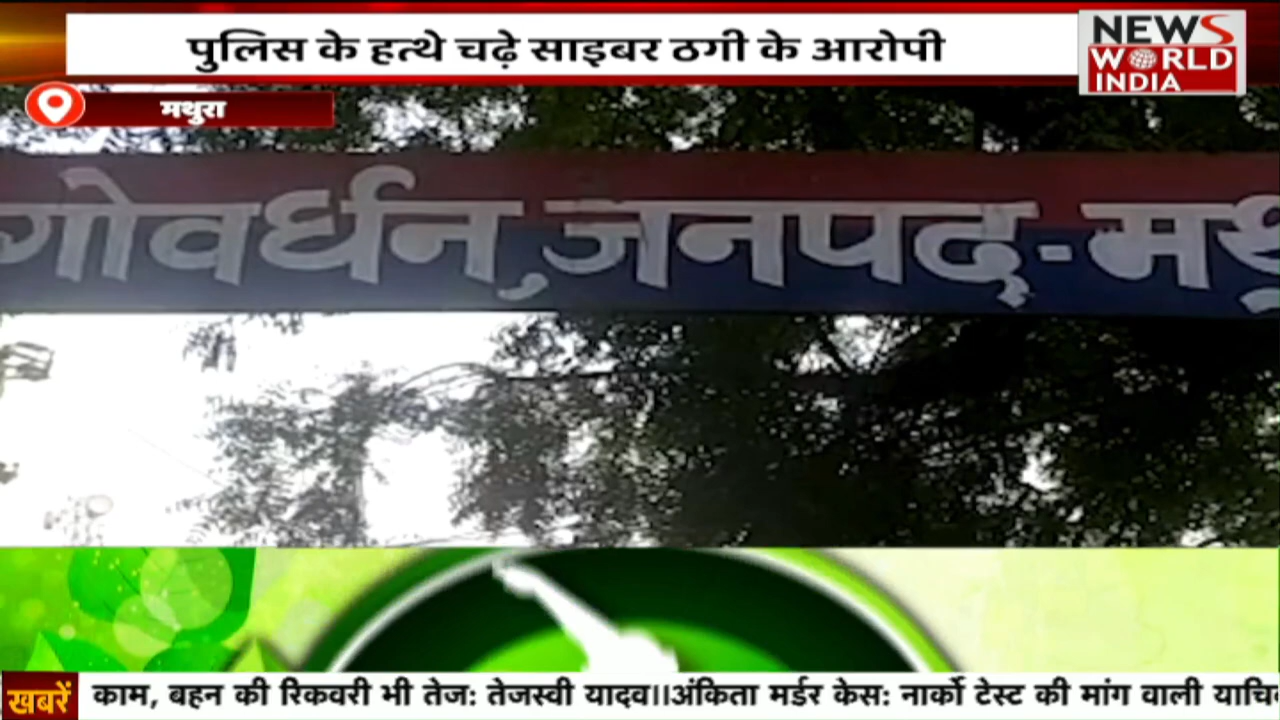 पुलिस के हत्थे चढ़े साइबर ठगी के आरोपी
NEWS
WORLD
INDIA
मथुरा
गोवर्धन, जनपद-मथु
खबरें काम, बहन की रिकवरी भी तेज: तेजस्वी यादव॥अंकिता मर्डर केस: नार्को टेस्ट की मांग वाली